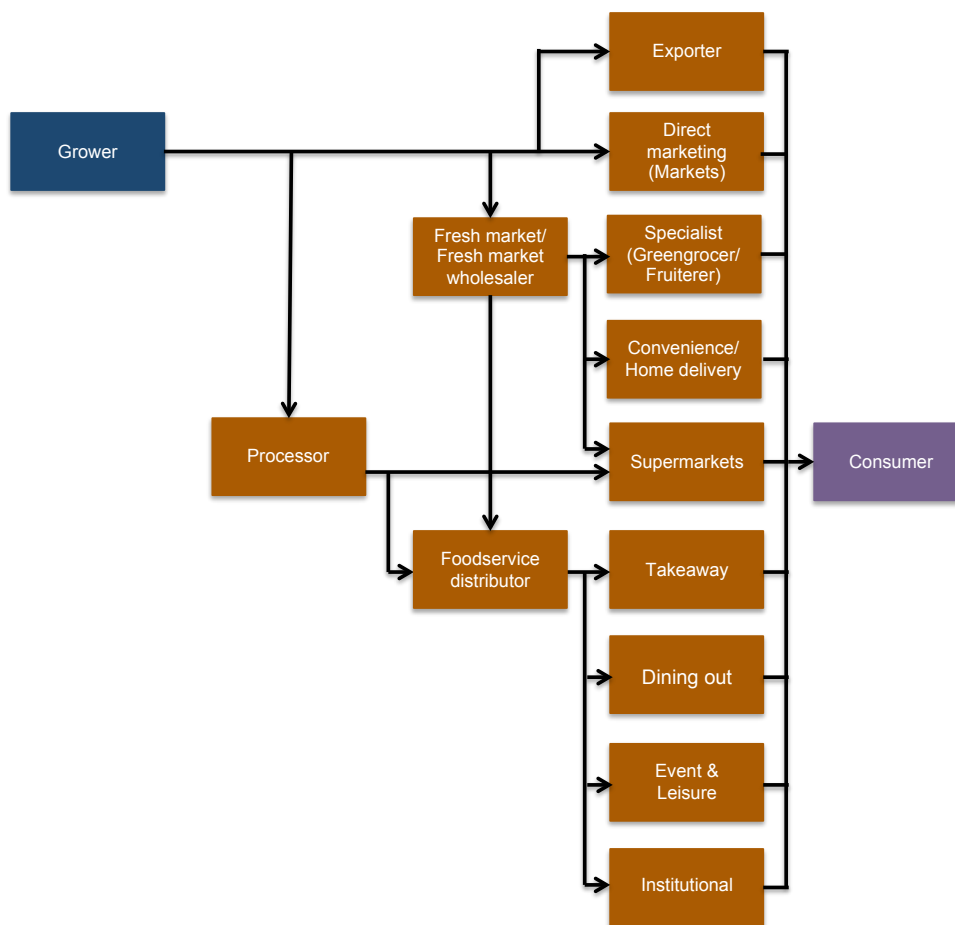 Exporter
Grower
Direct
marketing
(Markets)
Fresh market/
Fresh market
wholesaler
Specialist
(Greengrocer/
Fruiterer)
Convenience/
Home delivery
Processor
Supermarkets
Consumer
Foodservice
distributor
Takeaway
Dining out
Event &
Leisure
Institutional